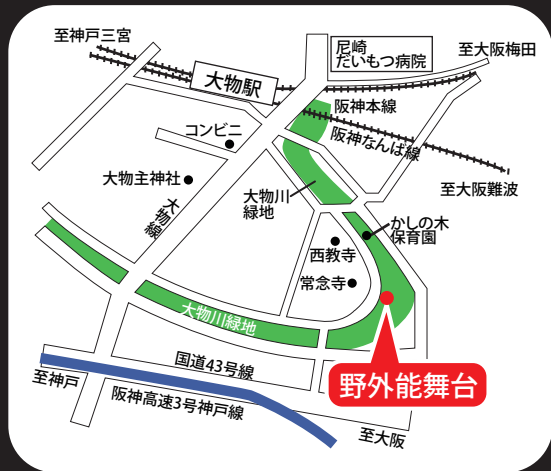 至神戸三宮
尼崎
だいもつ病院
至大阪梅田
大物駅
阪神本線
コンビニ
阪神なんば線
大物主神社
至大阪難波
大物川
緑地
大物線
かしの木
保育園
西教寺
常念寺
大物川緑地
国道43号線
野外能舞台
至神戸
阪神高速3号神戸線
至大阪